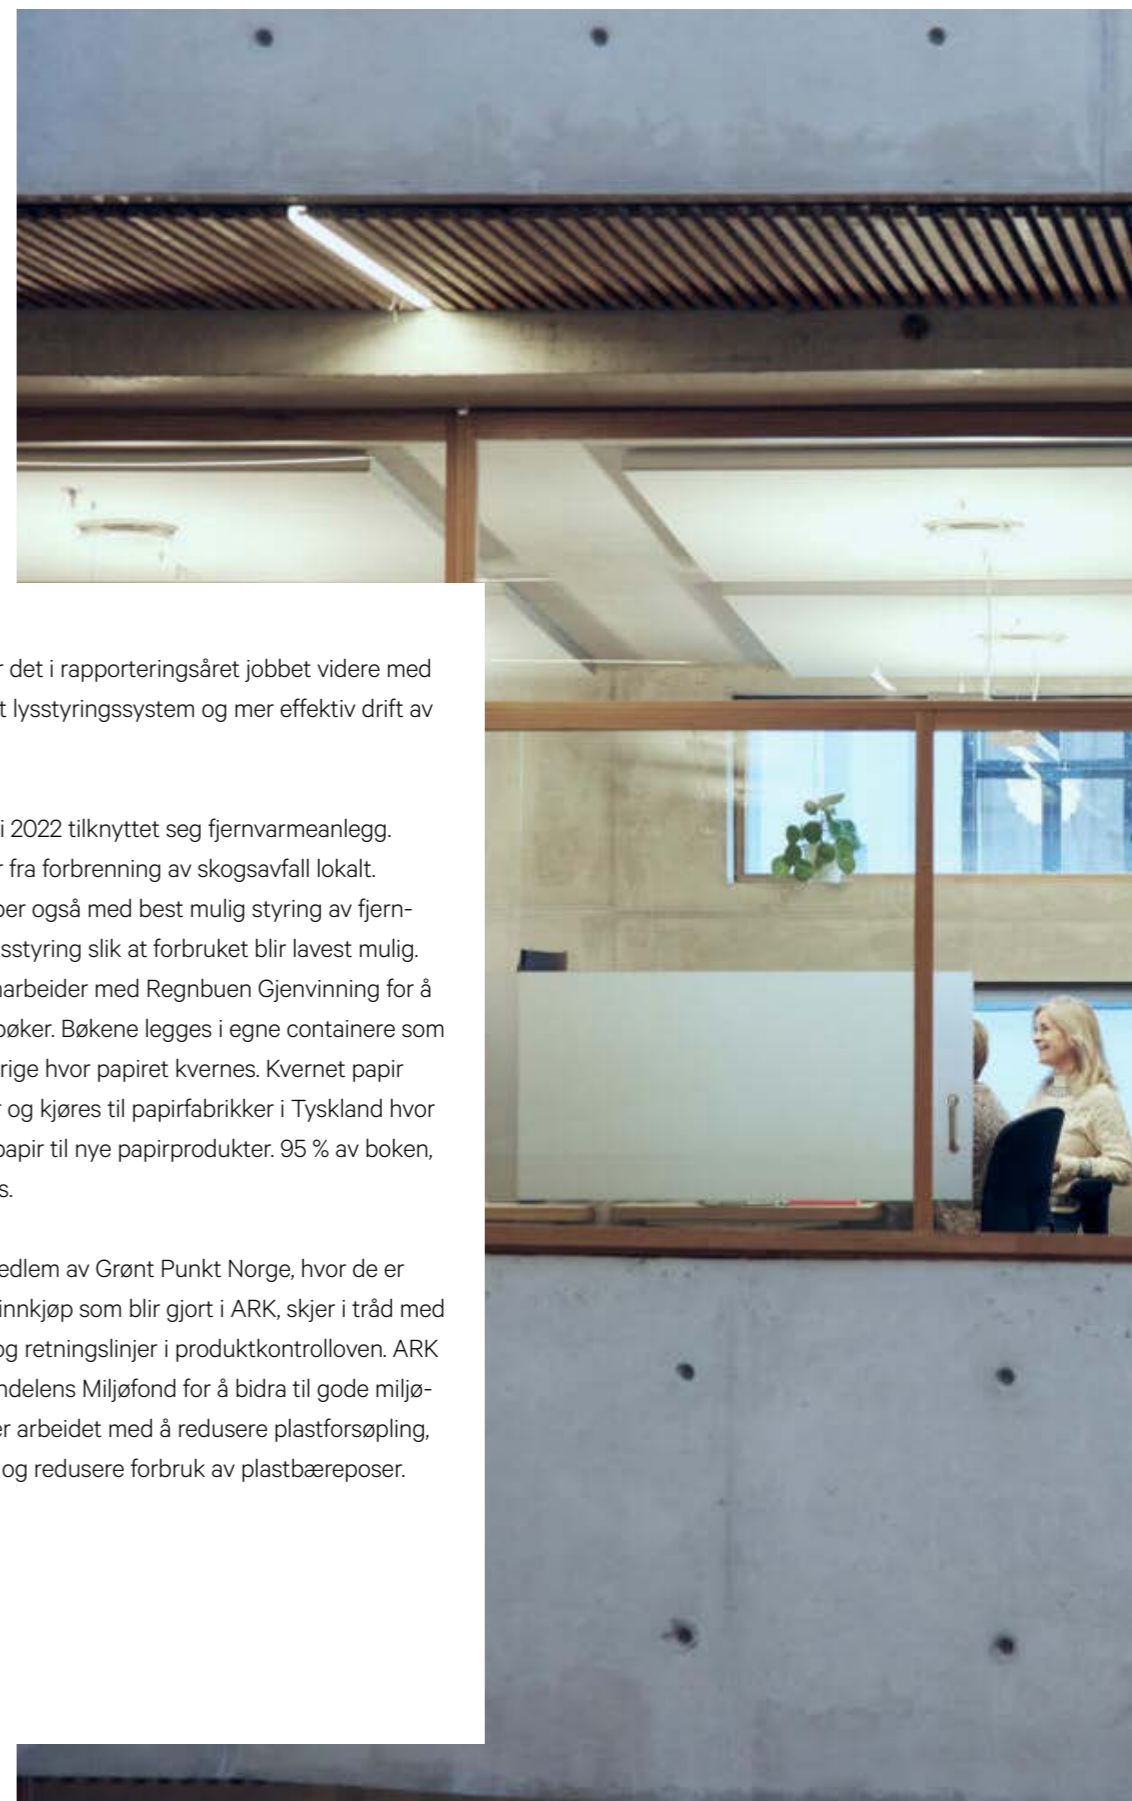 det i rapporteringsåret jobbet videre med
lysstyringssystem og mer effektiv drift av
i 2022 tilknyttet seg fjernvarmeanlegg.
fra forbrenning av skogsavfall lokalt.
også med best mulig styring av fjern-
sstyring slik at forbruket blir lavest mulig.
arbeider med Regnbuen Gjenvinning for å
bøker. Bøkene legges i egne containere som
rige hvor papiret kvernes. Kvernet papir
og kjøres til papirfabrikker i Tyskland hvor
papir til nye papirprodukter. 95 % av boken,
s.
edlem av Grønt Punkt Norge, hvor de er
innkjøp som blir gjort i ARK, skjer i tråd med
og retningslinjer i produktkontrolloven. ARK
ndelens Miljøfond for å bidra til gode miljø-
er arbeidet med å redusere plastforsøpling,
og redusere forbruk av plastbæreposer.